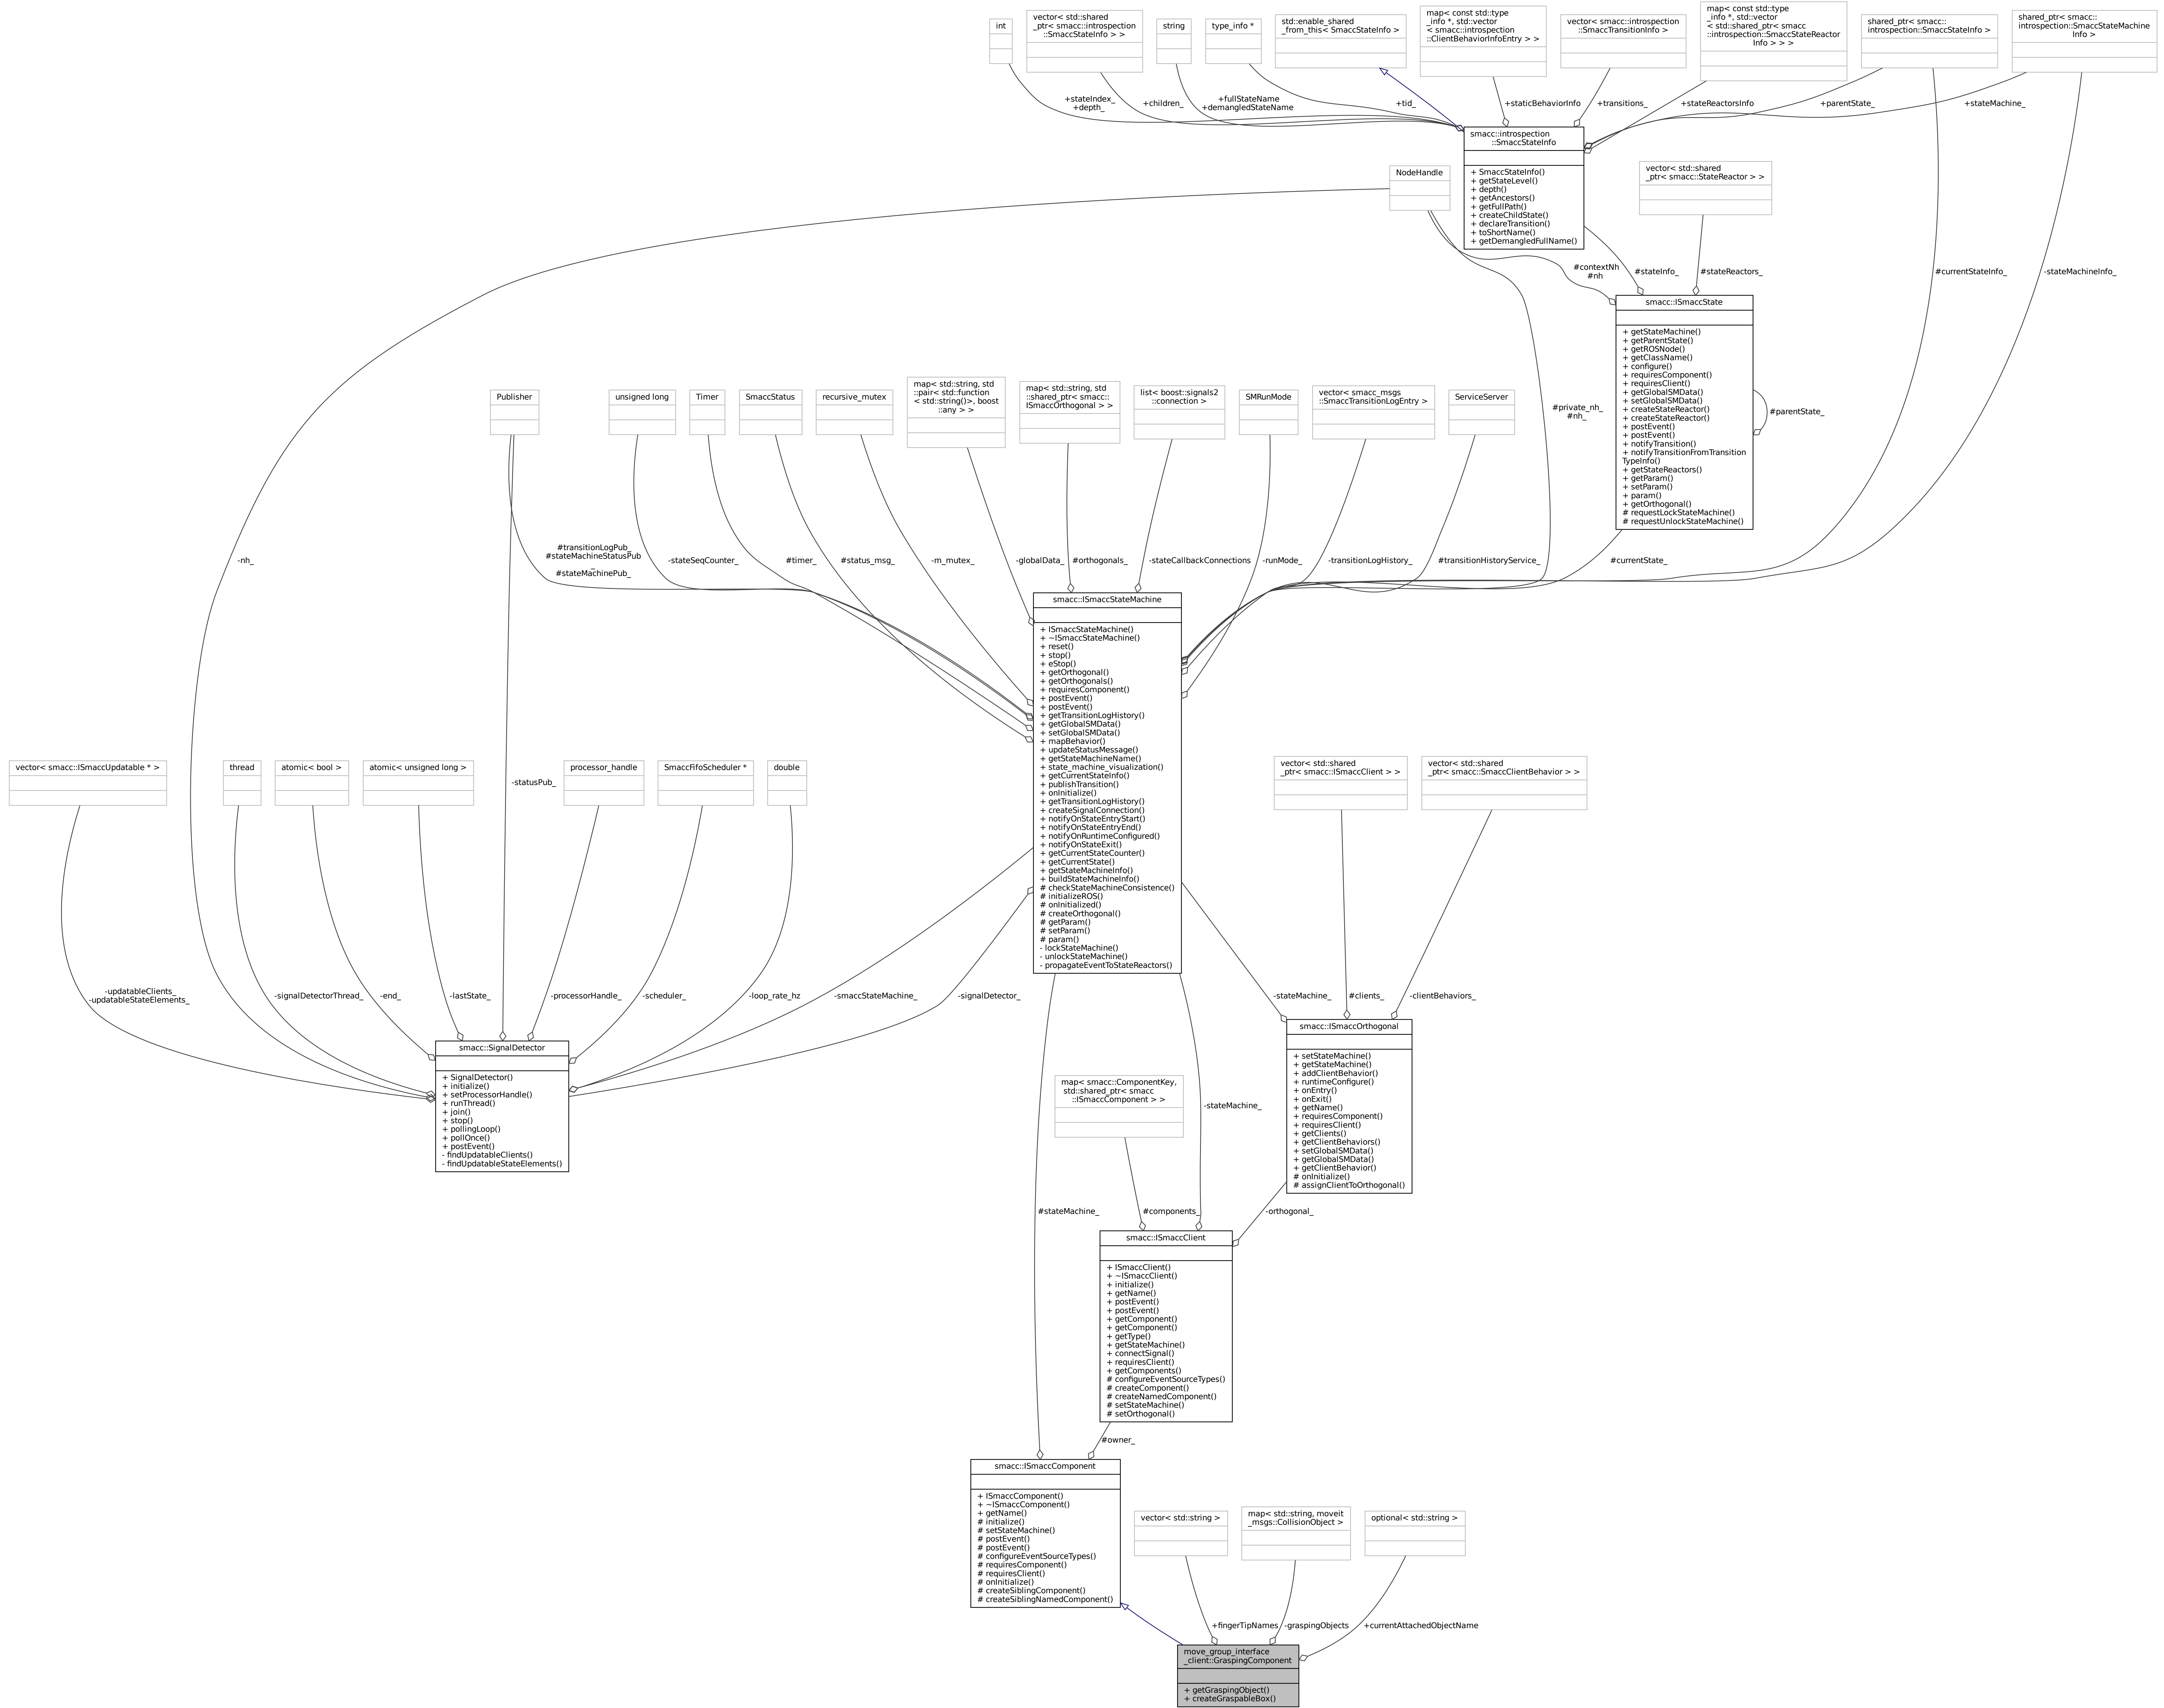 int
vector< std::shared
_ptr< smacc::introspection
::SmaccStateInfo > >
string
type_info *
std::enable_shared
_from_this< SmaccStateInfo >
map< const std::type
_info *, std::vector
< smacc::introspection
::ClientBehaviorInfoEntry > >
vector< smacc::introspection
::SmaccTransitionInfo >
map< const std::type
_info *, std::vector
< std::shared_ptr< smacc
::introspection::SmaccStateReactor
Info > > >
shared_ptr< smacc::
introspection::SmaccStateInfo >
shared_ptr< smacc::
introspection::SmaccStateMachine
Info >
+stateIndex_
+depth_
+children_
+fullStateName
+demangledStateName
+tid_
+staticBehaviorInfo
+transitions_
+stateReactorsInfo
+parentState_
+stateMachine_
smacc::introspection
::SmaccStateInfo
+ SmaccStateInfo()
+ getStateLevel()
+ depth()
+ getAncestors()
+ getFullPath()
+ createChildState()
+ declareTransition()
+ toShortName()
+ getDemangledFullName()
NodeHandle
vector< std::shared
_ptr< smacc::StateReactor > >
#contextNh
#nh
#stateInfo_
#stateReactors_
#currentStateInfo_
-stateMachineInfo_
smacc::ISmaccState
+ getStateMachine()
+ getParentState()
+ getROSNode()
+ getClassName()
+ configure()
+ requiresComponent()
+ requiresClient()
+ getGlobalSMData()
+ setGlobalSMData()
+ createStateReactor()
+ createStateReactor()
+ postEvent()
+ postEvent()
+ notifyTransition()
+ notifyTransitionFromTransition
TypeInfo()
+ getStateReactors()
+ getParam()
+ setParam()
+ param()
+ getOrthogonal()
# requestLockStateMachine()
# requestUnlockStateMachine()
#parentState_
#private_nh_
#nh_
Publisher
unsigned long
Timer
SmaccStatus
recursive_mutex
map< std::string, std
::pair< std::function
< std::string()>, boost
::any > >
map< std::string, std
::shared_ptr< smacc::
ISmaccOrthogonal > >
list< boost::signals2
::connection >
SMRunMode
vector< smacc_msgs
::SmaccTransitionLogEntry >
ServiceServer
-nh_
#transitionLogPub_
#stateMachineStatusPub
_
#stateMachinePub_
-stateSeqCounter_
#timer_
#status_msg_
-m_mutex_
-globalData_
#orthogonals_
-stateCallbackConnections
-runMode_
-transitionLogHistory_
#transitionHistoryService_
#currentState_
smacc::ISmaccStateMachine
+ ISmaccStateMachine()
+ ~ISmaccStateMachine()
+ reset()
+ stop()
+ eStop()
+ getOrthogonal()
+ getOrthogonals()
+ requiresComponent()
+ postEvent()
+ postEvent()
+ getTransitionLogHistory()
+ getGlobalSMData()
+ setGlobalSMData()
+ mapBehavior()
+ updateStatusMessage()
+ getStateMachineName()
+ state_machine_visualization()
+ getCurrentStateInfo()
+ publishTransition()
+ onInitialize()
+ getTransitionLogHistory()
+ createSignalConnection()
+ notifyOnStateEntryStart()
+ notifyOnStateEntryEnd()
+ notifyOnRuntimeConfigured()
+ notifyOnStateExit()
+ getCurrentStateCounter()
+ getCurrentState()
+ getStateMachineInfo()
+ buildStateMachineInfo()
# checkStateMachineConsistence()
# initializeROS()
# onInitialized()
# createOrthogonal()
# getParam()
# setParam()
# param()
- lockStateMachine()
- unlockStateMachine()
- propagateEventToStateReactors()
vector< smacc::ISmaccUpdatable * >
thread
atomic< bool >
atomic< unsigned long >
-statusPub_
processor_handle
SmaccFifoScheduler *
double
vector< std::shared
_ptr< smacc::ISmaccClient > >
vector< std::shared
_ptr< smacc::SmaccClientBehavior > >
-updatableClients_
-updatableStateElements_
-signalDetectorThread_
-end_
-lastState_
-processorHandle_
-scheduler_
-loop_rate_hz
-smaccStateMachine_
-signalDetector_
-stateMachine_
#clients_
-clientBehaviors_
smacc::SignalDetector
+ SignalDetector()
+ initialize()
+ setProcessorHandle()
+ runThread()
+ join()
+ stop()
+ pollingLoop()
+ pollOnce()
+ postEvent()
- findUpdatableClients()
- findUpdatableStateElements()
smacc::ISmaccOrthogonal
+ setStateMachine()
+ getStateMachine()
+ addClientBehavior()
+ runtimeConfigure()
+ onEntry()
+ onExit()
+ getName()
+ requiresComponent()
+ requiresClient()
+ getClients()
+ getClientBehaviors()
+ setGlobalSMData()
+ getGlobalSMData()
+ getClientBehavior()
# onInitialize()
# assignClientToOrthogonal()
map< smacc::ComponentKey,
std::shared_ptr< smacc
::ISmaccComponent > >
-stateMachine_
#stateMachine_
#components_
-orthogonal_
smacc::ISmaccClient
+ ISmaccClient()
+ ~ISmaccClient()
+ initialize()
+ getName()
+ postEvent()
+ postEvent()
+ getComponent()
+ getComponent()
+ getType()
+ getStateMachine()
+ connectSignal()
+ requiresClient()
+ getComponents()
# configureEventSourceTypes()
# createComponent()
# createNamedComponent()
# setStateMachine()
# setOrthogonal()
#owner_
smacc::ISmaccComponent
+ ISmaccComponent()
+ ~ISmaccComponent()
+ getName()
# initialize()
# setStateMachine()
# postEvent()
# postEvent()
# configureEventSourceTypes()
# requiresComponent()
# requiresClient()
# onInitialize()
# createSiblingComponent()
# createSiblingNamedComponent()
vector< std::string >
map< std::string, moveit
_msgs::CollisionObject >
optional< std::string >
+fingerTipNames
-graspingObjects
+currentAttachedObjectName
move_group_interface
_client::GraspingComponent
+ getGraspingObject()
+ createGraspableBox()